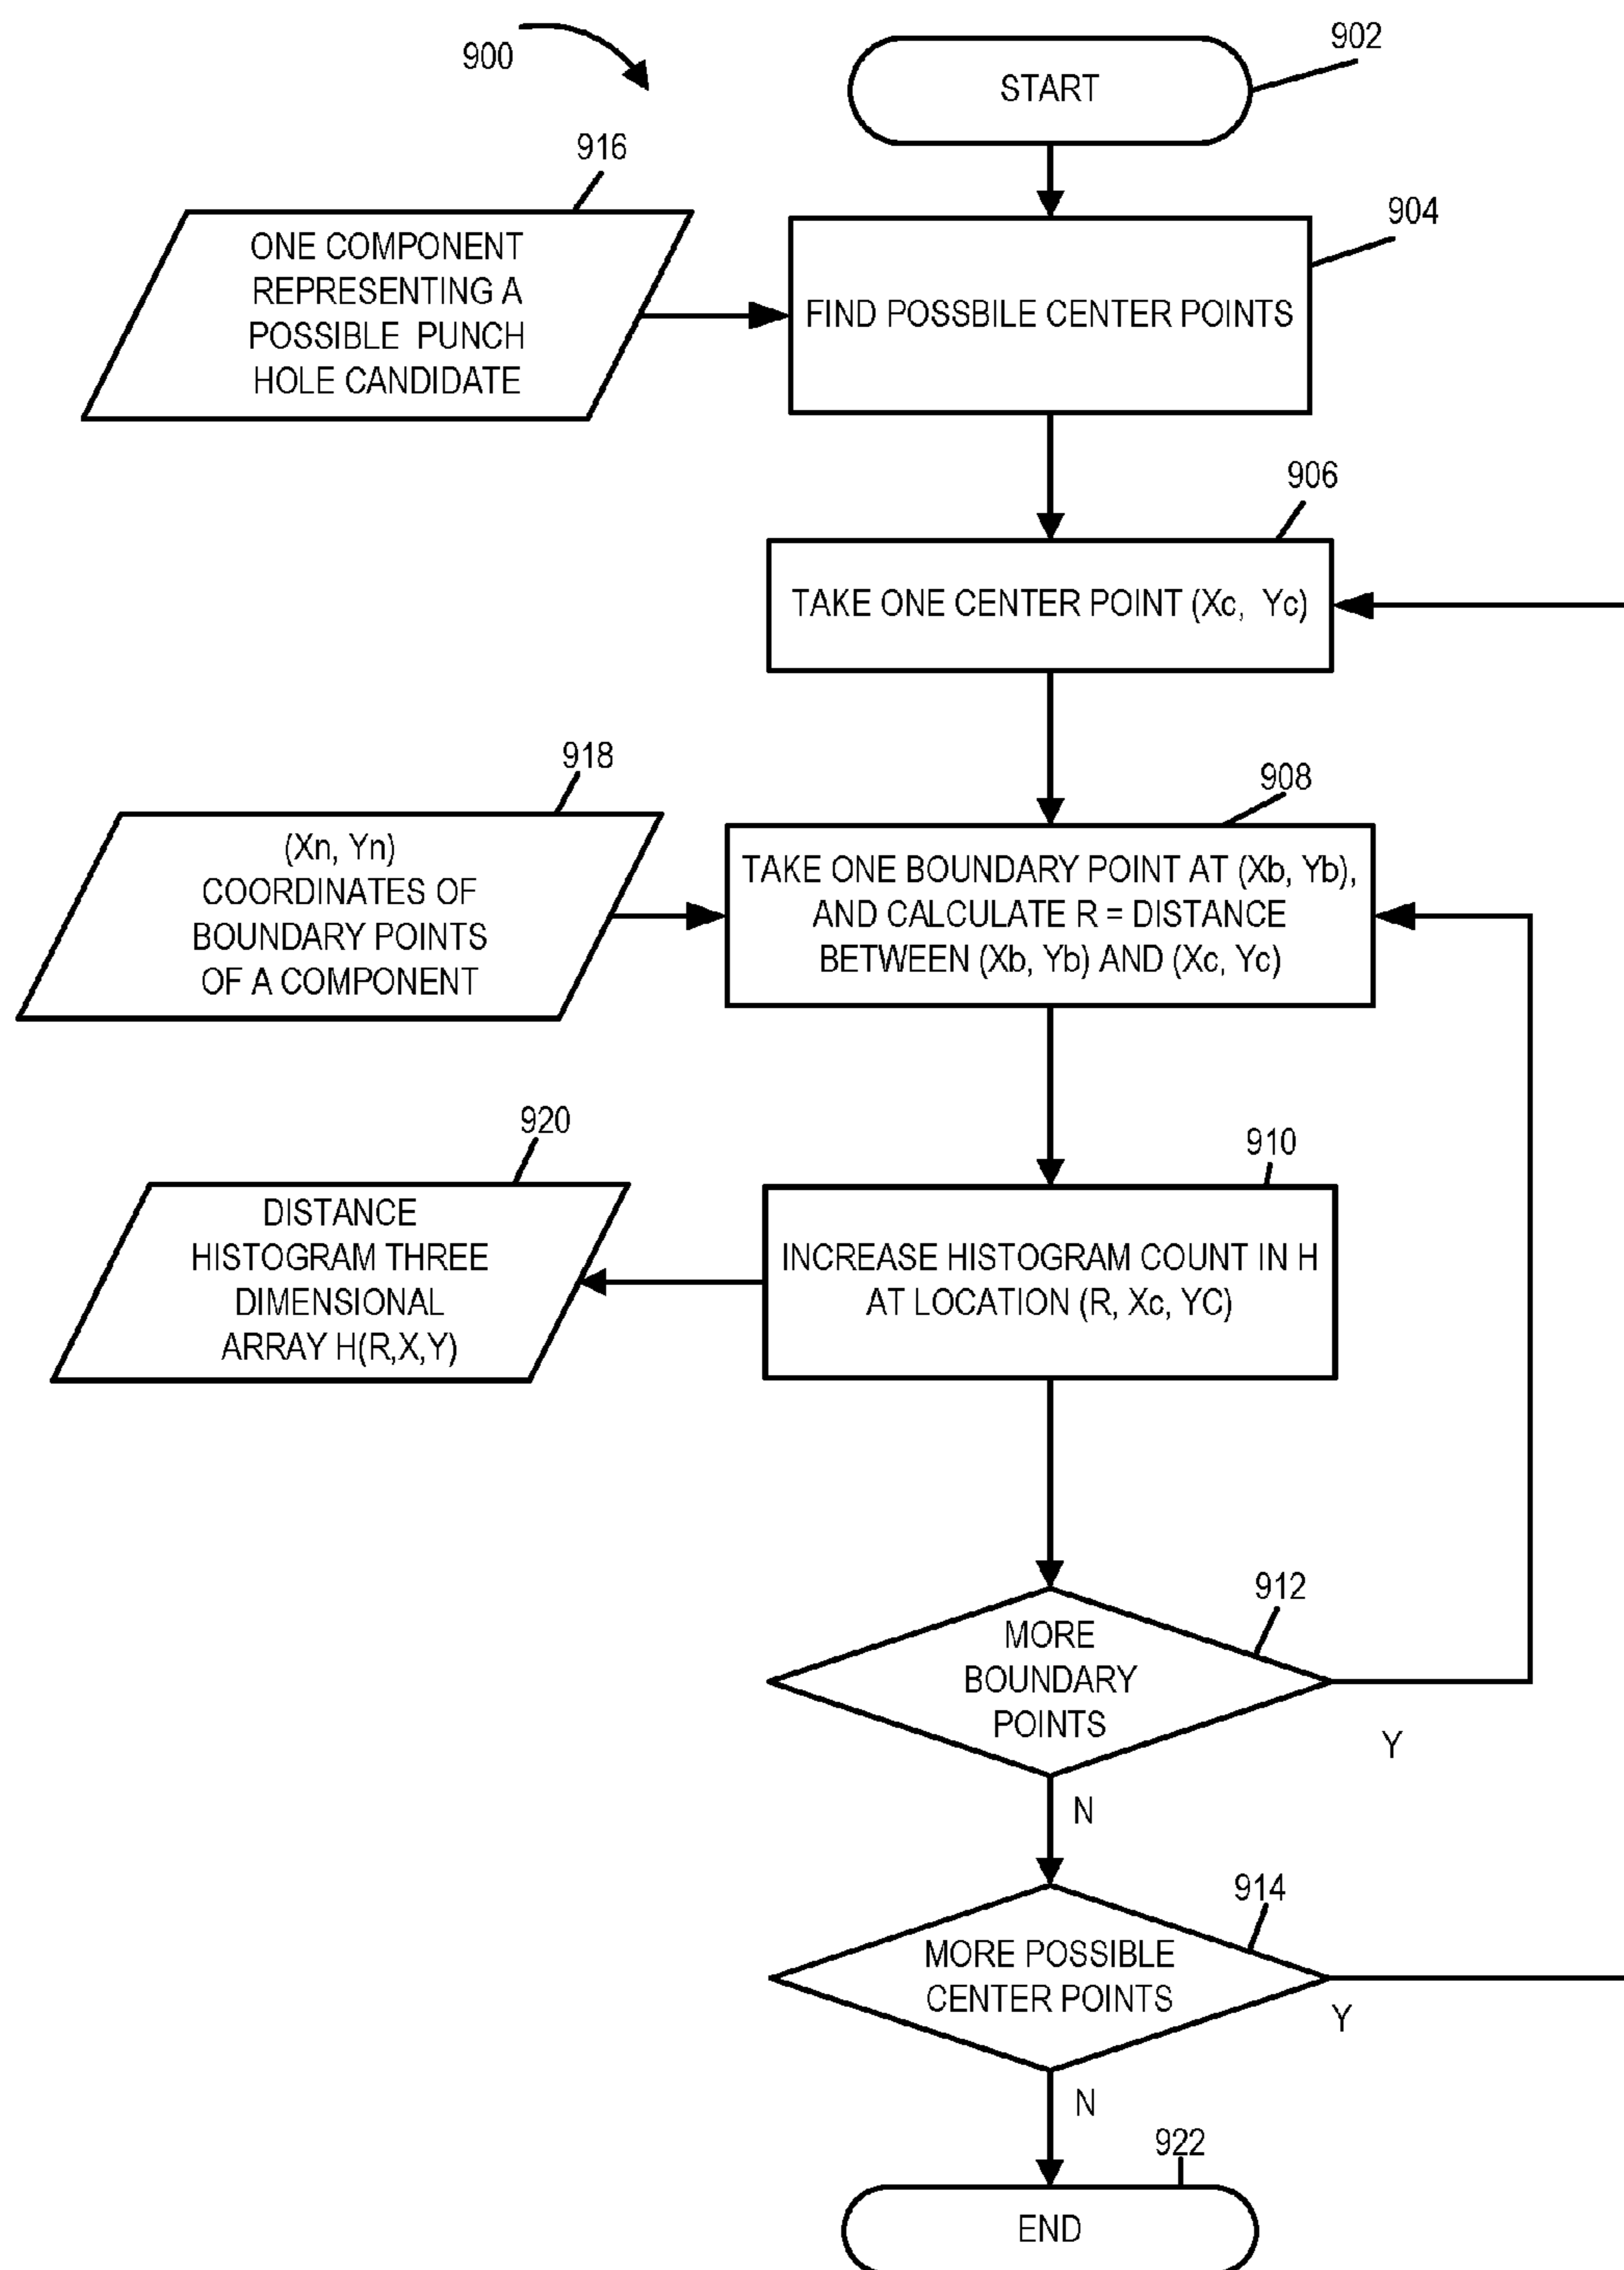 900
902
START
916
904
ONE COMPONENT
REPRESENTING A
POSSIBLE PUNCH
HOLE CANDIDATE
FIND POSSBILE CENTER POINTS
906
TAKE ONE CENTER POINT (Xc, Yc)
918
908
(Xn, Yn)
COORDINATES OF
BOUNDARY POINTS
OF A COMPONENT
TAKE ONE BOUNDARY POINT AT (Xb, Yb),
AND CALCULATE R = DISTANCE
BETWEEN (Xb, Yb) AND (Xc, Yc)
920
910
DISTANCE
HISTOGRAM THREE
DIMENSIONAL
ARRAY H(R,X,Y)
INCREASE HISTOGRAM COUNT IN H
AT LOCATION (R, Xc, YC)
912
MORE
BOUNDARY
POINTS
Y
N
914
MORE POSSIBLE
CENTER POINTS
Y
N
922
END